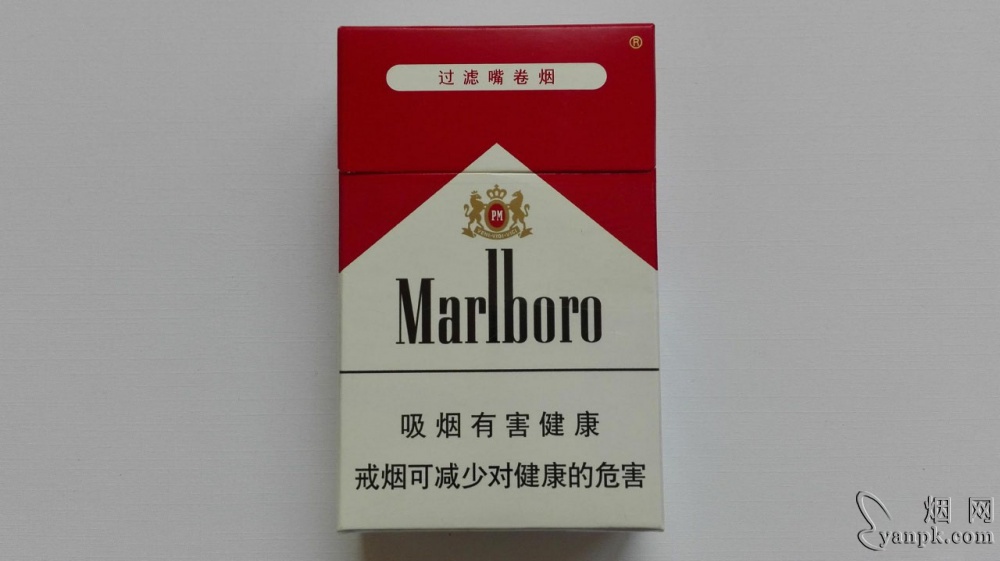 ®
过滤嘴卷烟
PM
Marlboro
吸烟有害健康
戒烟可减少对健康的危害
烟网
yanpk.com